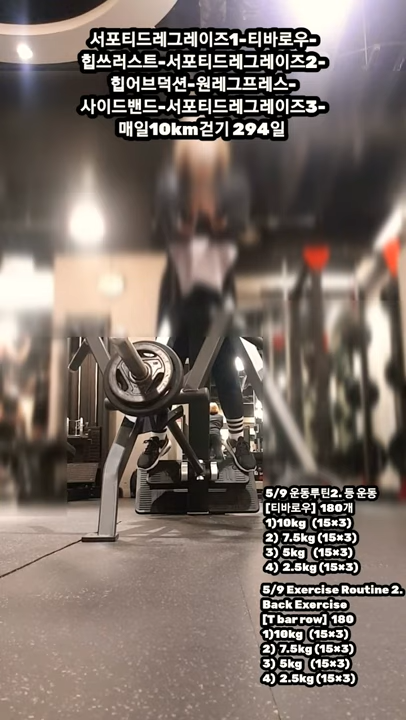 서포티드레그레이즈1-티바로우-
힙쓰러스트-서포티드레그레이즈2-
힙어브덕션-원레그프레스-
사이드밴드-서포티드레그레이즈3-
매일10km걷기 294일
5/9 운동루틴2. 등 운동
[티바로우] 180개
1)10kg (15×3)
2) 7.5kg (15×3)
3) 5kg (15×3)
4) 2.5kg (15×3)
5/9 Exercise Routine 2.
Back Exercise
[T bar row] 180
1)10kg (15×3)
2) 7.5kg (15×3)
3) 5kg (15×3)
4) 2.5kg (15×3)